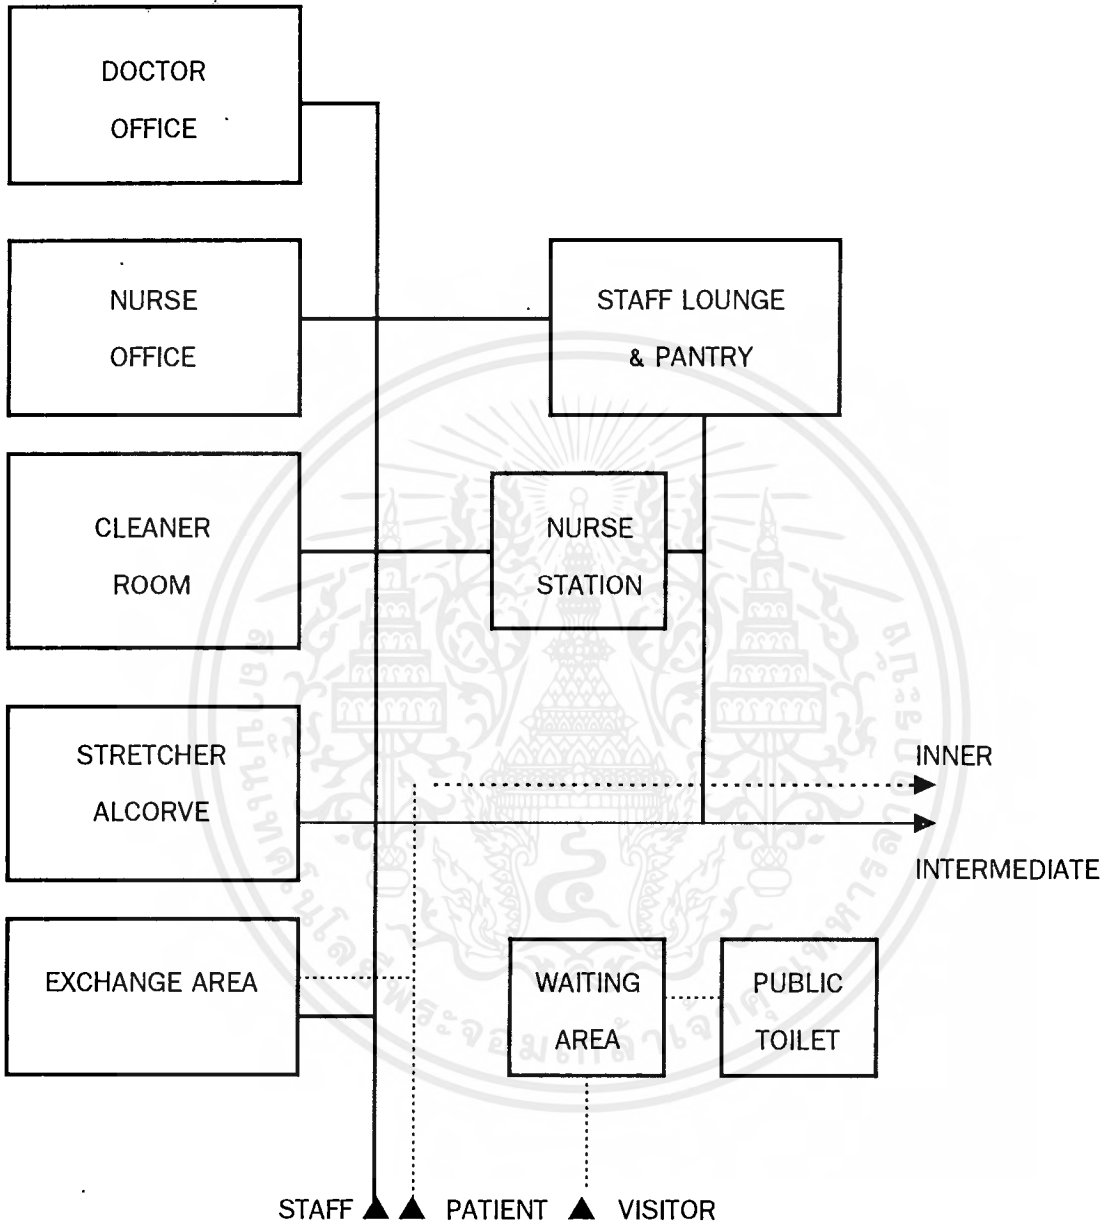 DOCTOR
OFFICE
NURSE
OFFICE
STAFF LOUNGE
& PANTRY
CLEANER
ROOM
NURSE
STATION
STRETCHER
ALCORVE
INNER
INTERMEDIATE
EXCHANGE AREA
WAITING
AREA
PUBLIC
TOILET
STAFF
PATIENT
VISITOR